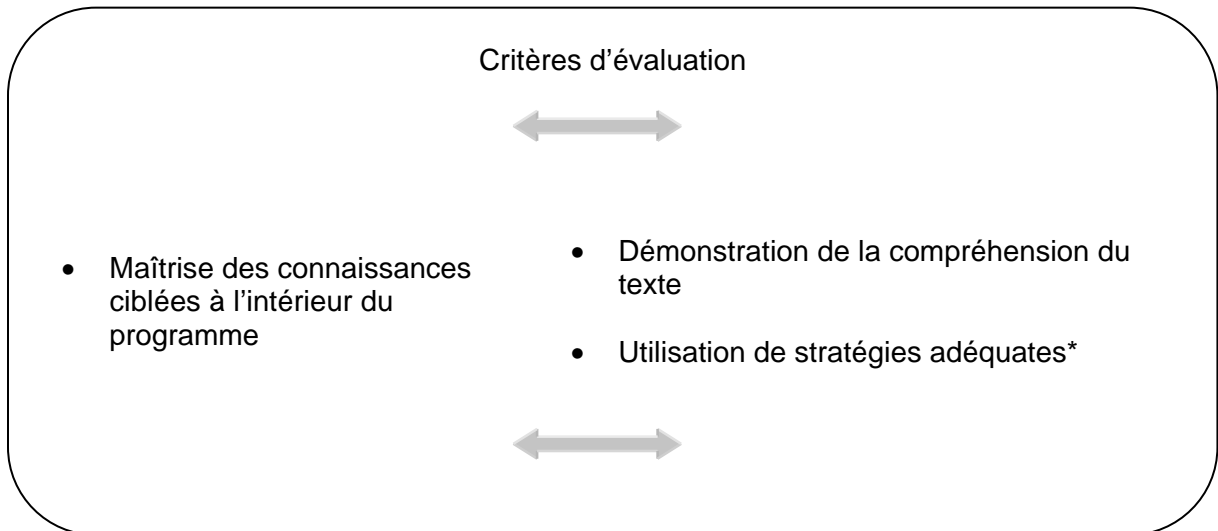 Critères d’évaluation
• Maîtrise des connaissances
ciblées à l’intérieur du
programme
• Démonstration de la compréhension du
texte
• Utilisation de stratégies adéquates*